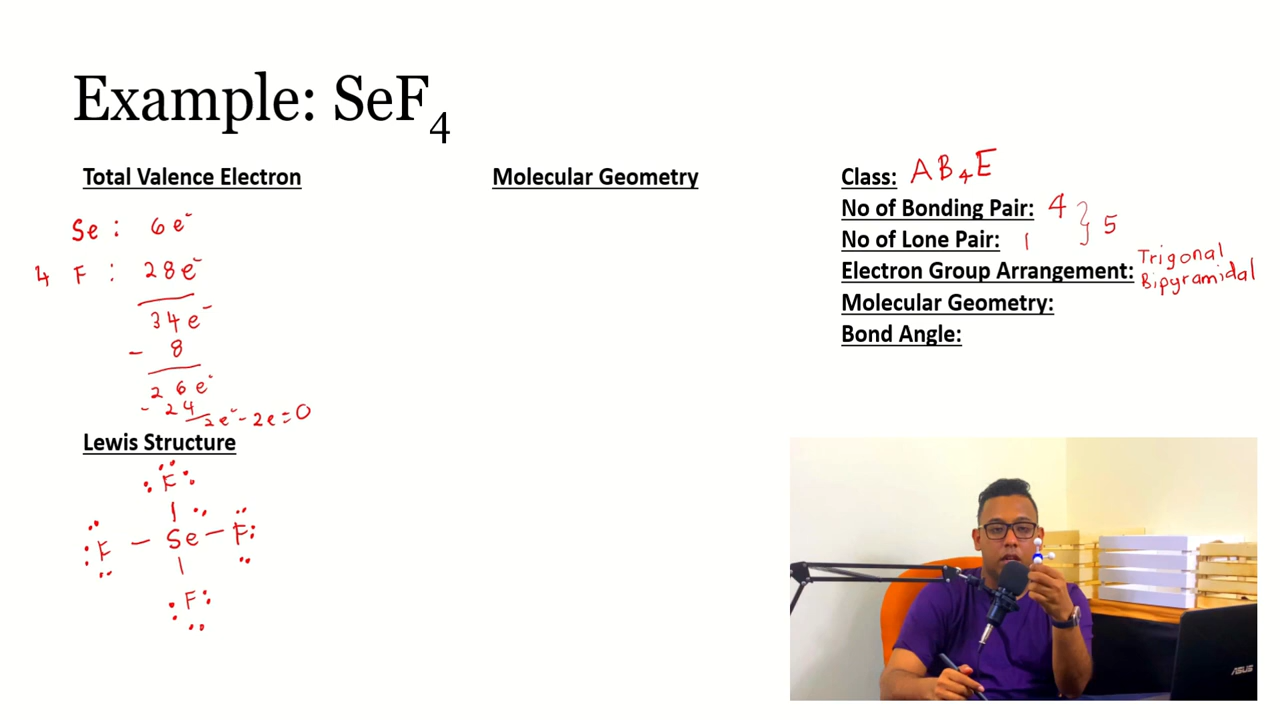 Example: SeF₄
Total Valence Electron
Se : 6e⁻
4 F : 28e⁻
34e⁻
- 8
26e⁻
- 24
2e⁻ - 2e = 0
Lewis Structure
F
F - Se - F
F
Molecular Geometry
Class: AB₄E
No of Bonding Pair: 4
No of Lone Pair: 1 } 5
Electron Group Arrangement: Trigonal
Bipyramidal
Molecular Geometry:
Bond Angle:
ASUS